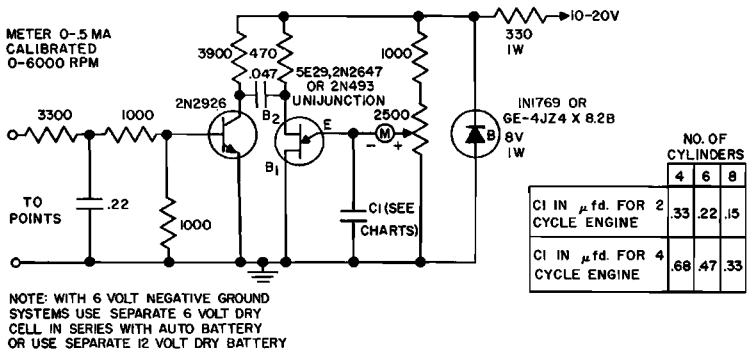 METER 0-.5 MA
CALIBRATED
0-6000 RPM
3900
470
.047
5E29,2N2647
OR 2N493
UNIJUNCTION
1000
330
1W
10-20V
2N2926
B2
E
B1
2500
M
- +
1N1769 OR
GE-4JZ4 X 8.2B
B
8V
1W
3300
1000
TO
POINTS
.22
1000
C1 (SEE
CHARTS)
NO. OF
CYLINDERS
4 6 8
C1 IN μfd. FOR 2
CYCLE ENGINE
.33 .22 .15
C1 IN μfd. FOR 4
CYCLE ENGINE
.68 .47 .33
NOTE: WITH 6 VOLT NEGATIVE GROUND
SYSTEMS USE SEPARATE 6 VOLT DRY
CELL IN SERIES WITH AUTO BATTERY
OR USE SEPARATE 12 VOLT DRY BATTERY